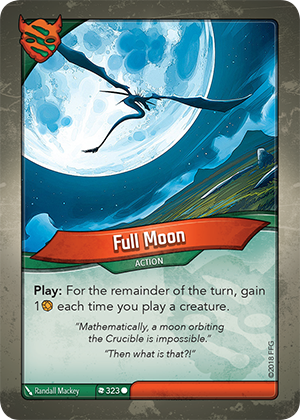 Full Moon
ACTION
Play: For the remainder of the turn, gain
1 each time you play a creature.
"Mathematically, a moon orbiting
the Crucible is impossible."
"Then what is that?!"
©2018 FFG
Randall Mackey
323